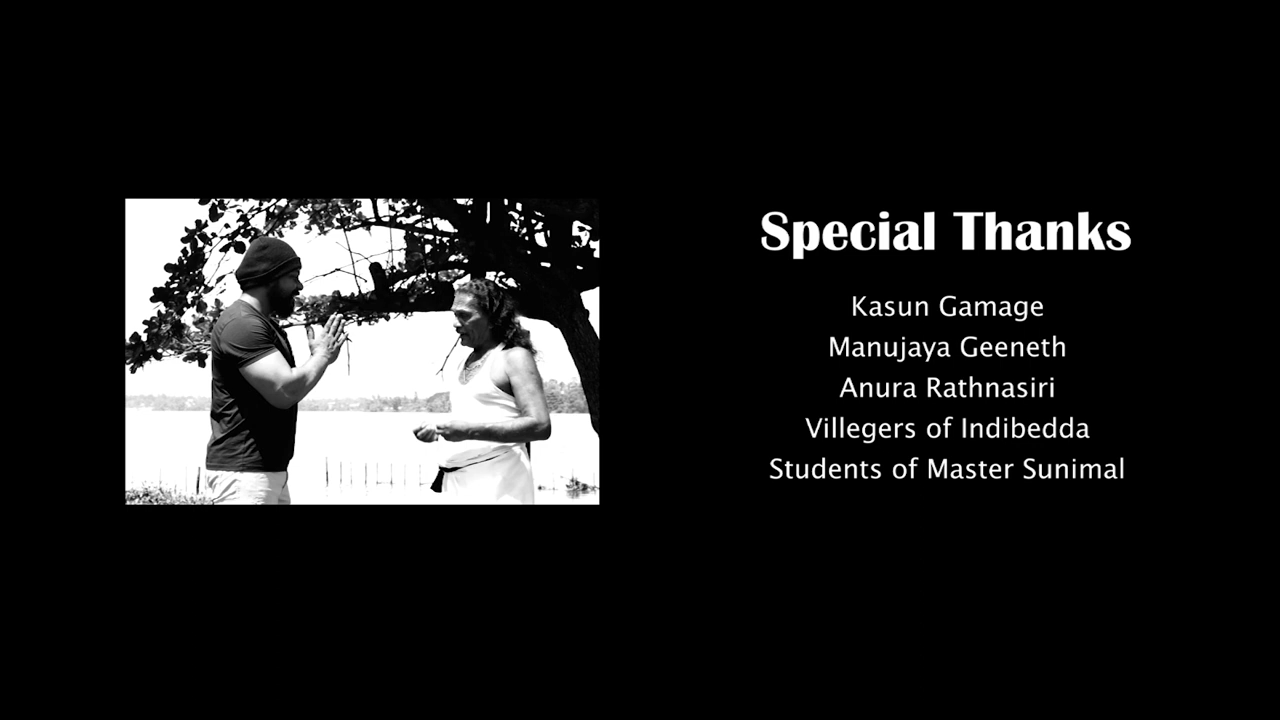 Special Thanks
Kasun Gamage
Manujaya Geeneth
Anura Rathnasiri
Villegers of Indibedda
Students of Master Sunimal